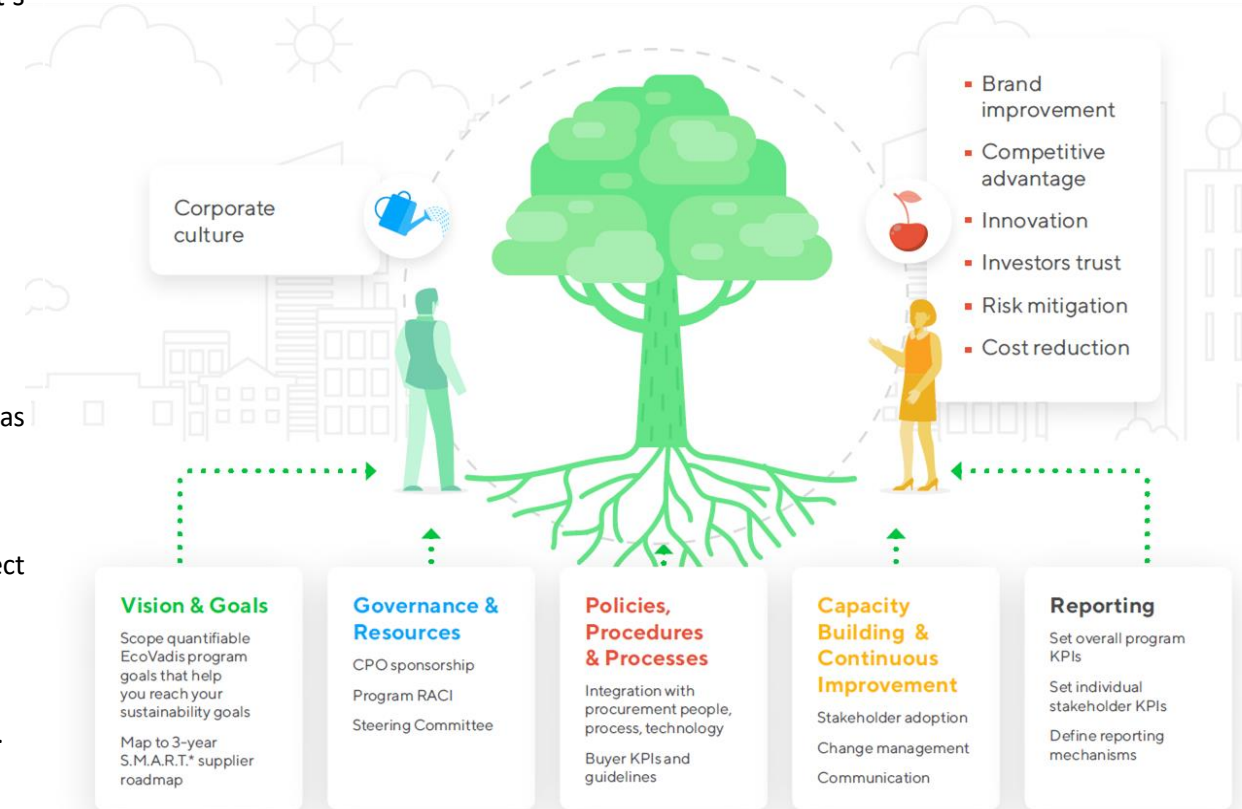 t's
as
ect
.
Corporate
culture
Brand
improvement
Competitive
advantage
Innovation
Investors trust
Risk mitigation
Cost reduction
Vision & Goals
Scope quantifiable
EcoVadis program
goals that help
you reach your
sustainability goals
Map to 3-year
S.M.A.R.T.* supplier
roadmap
Governance &
Resources
CPO sponsorship
Program RACI
Steering Committee
Policies,
Procedures
& Processes
Integration with
procurement people,
process, technology
Buyer KPIs and
guidelines
Capacity
Building &
Continuous
Improvement
Stakeholder adoption
Change management
Communication
Reporting
Set overall program
KPIs
Set individual
stakeholder KPIs
Define reporting
mechanisms